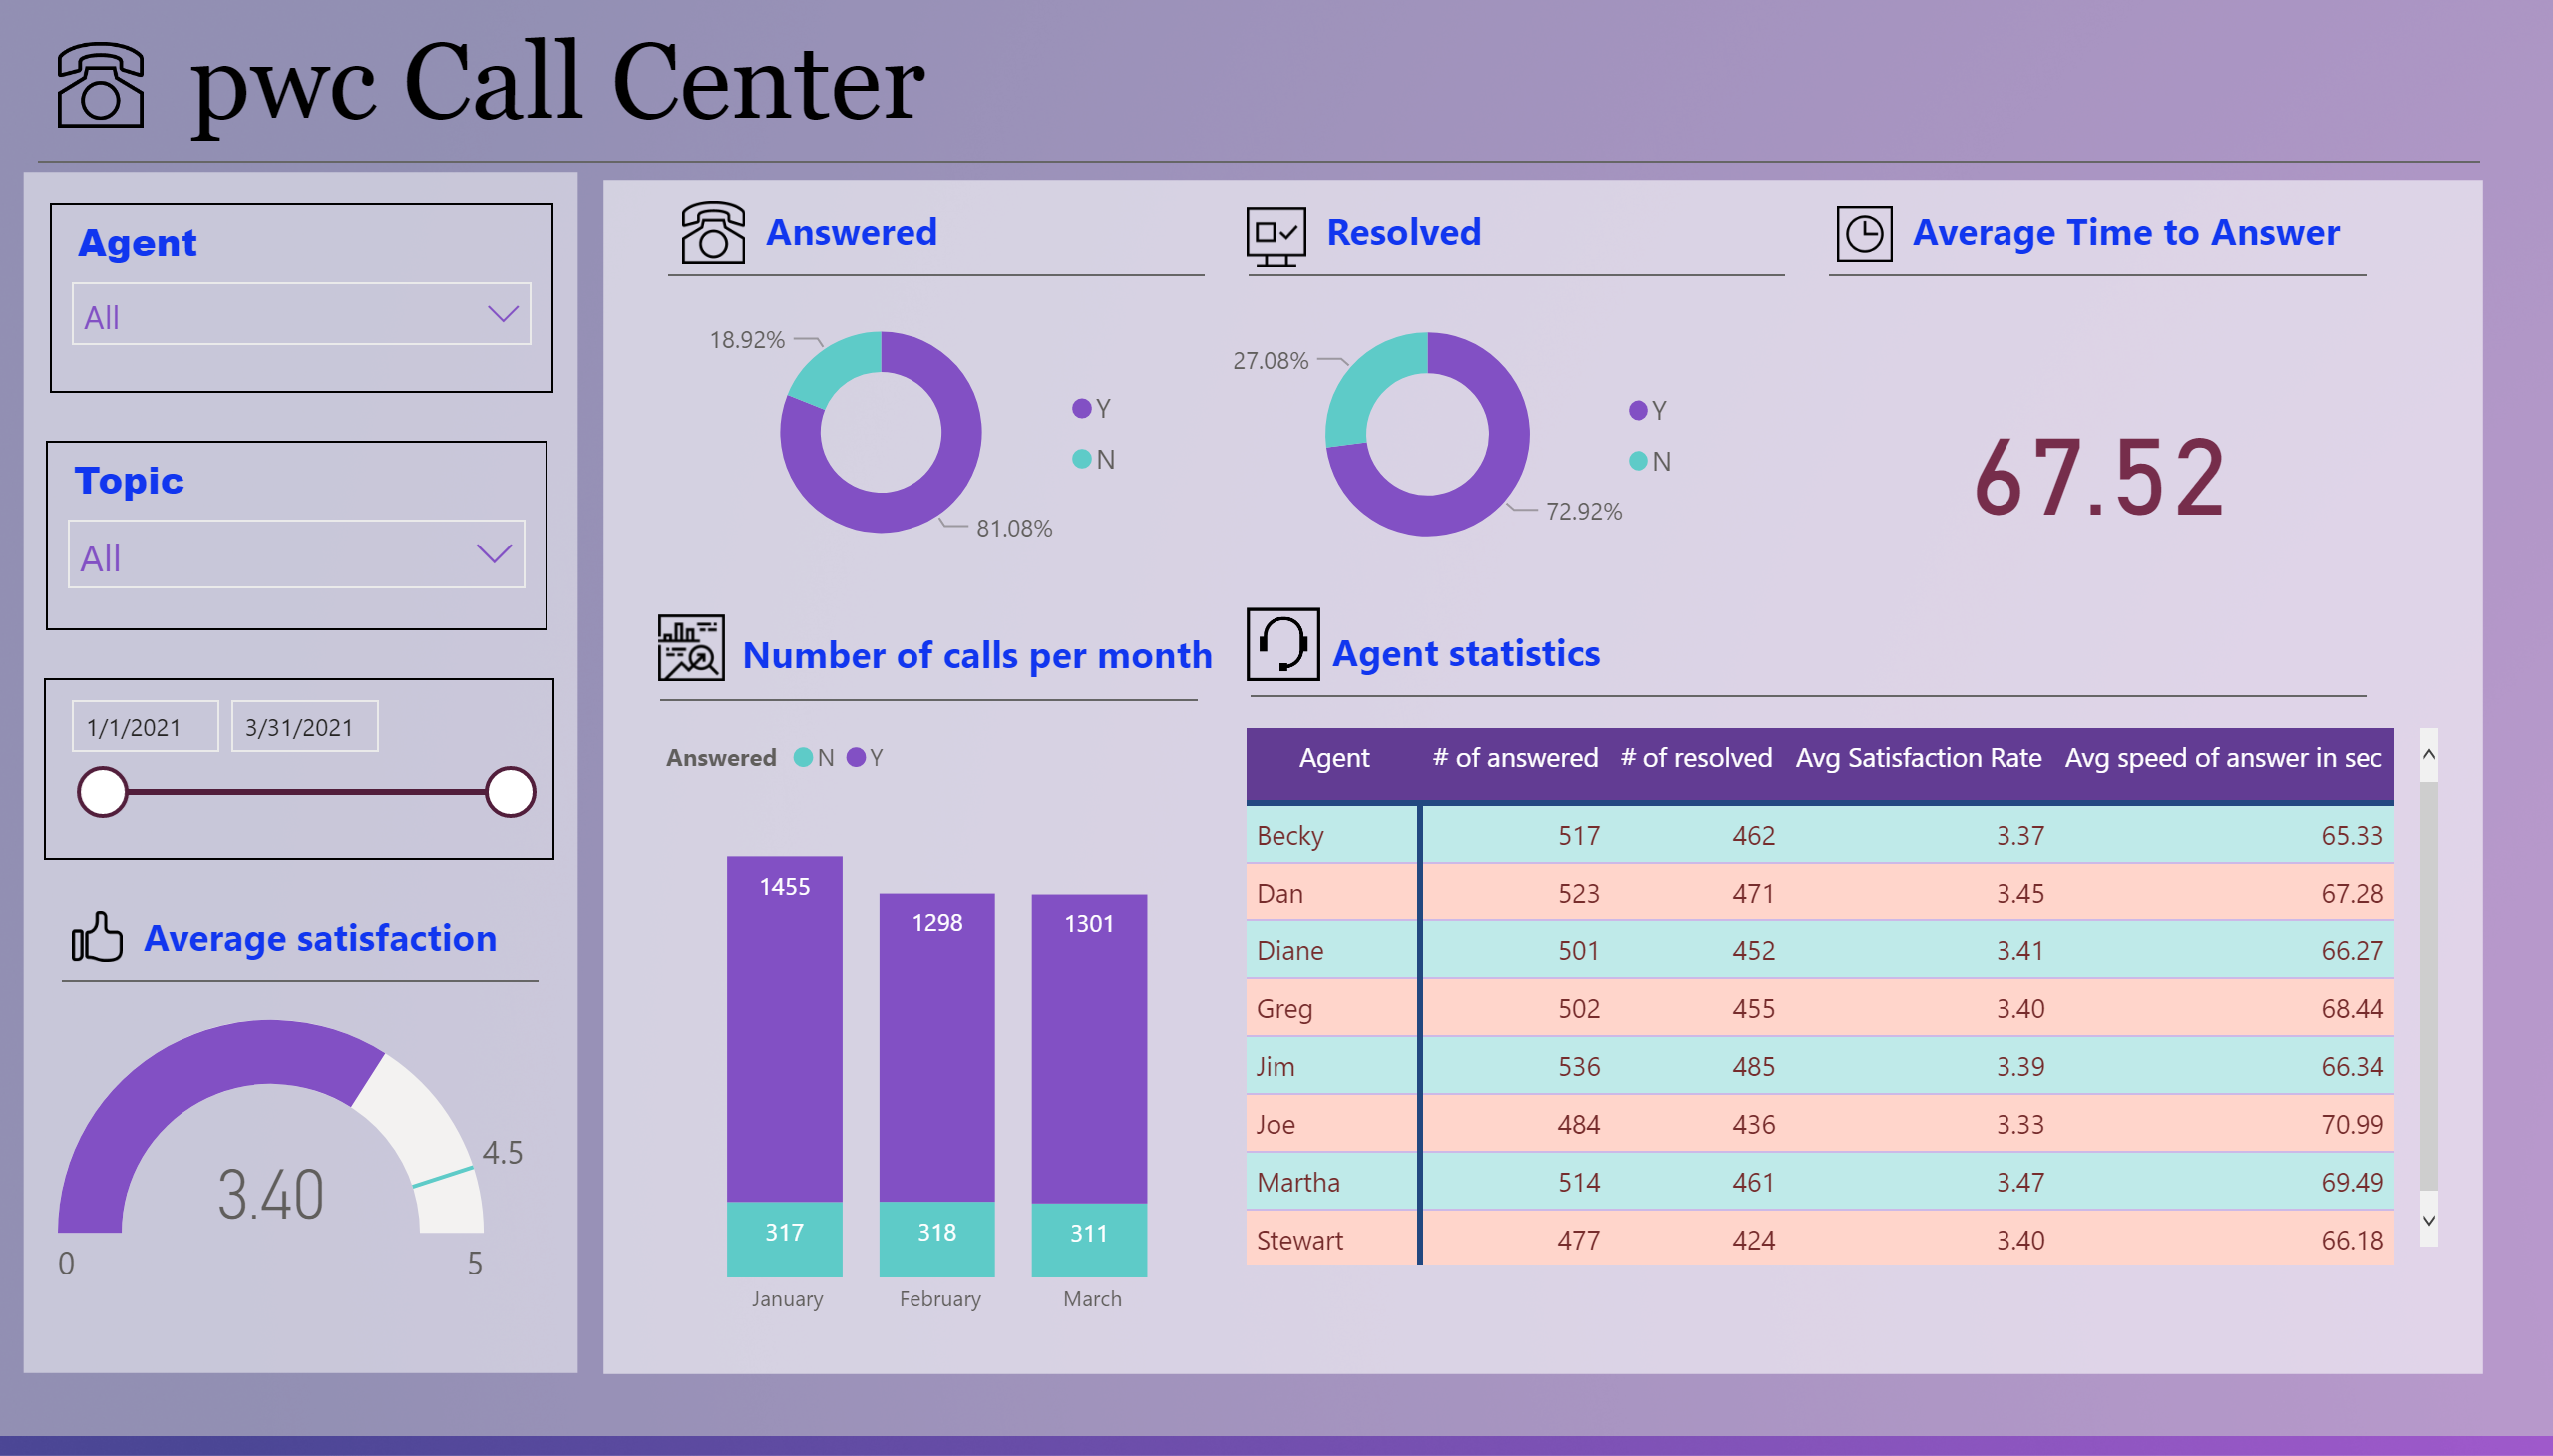 pwc Call Center
Agent
All
Topic
All
1/1/2021 3/31/2021
Average satisfaction
3.40
4.5
0 5
Answered
18.92%
81.08%
Y
N
Resolved
27.08%
72.92%
Y
N
Average Time to Answer
67.52
Number of calls per month
Answered N Y
1455 1298 1301
317 318 311
January February March
Agent statistics
Agent # of answered # of resolved Avg Satisfaction Rate Avg speed of answer in sec
Becky 517 462 3.37 65.33
Dan 523 471 3.45 67.28
Diane 501 452 3.41 66.27
Greg 502 455 3.40 68.44
Jim 536 485 3.39 66.34
Joe 484 436 3.33 70.99
Martha 514 461 3.47 69.49
Stewart 477 424 3.40 66.18